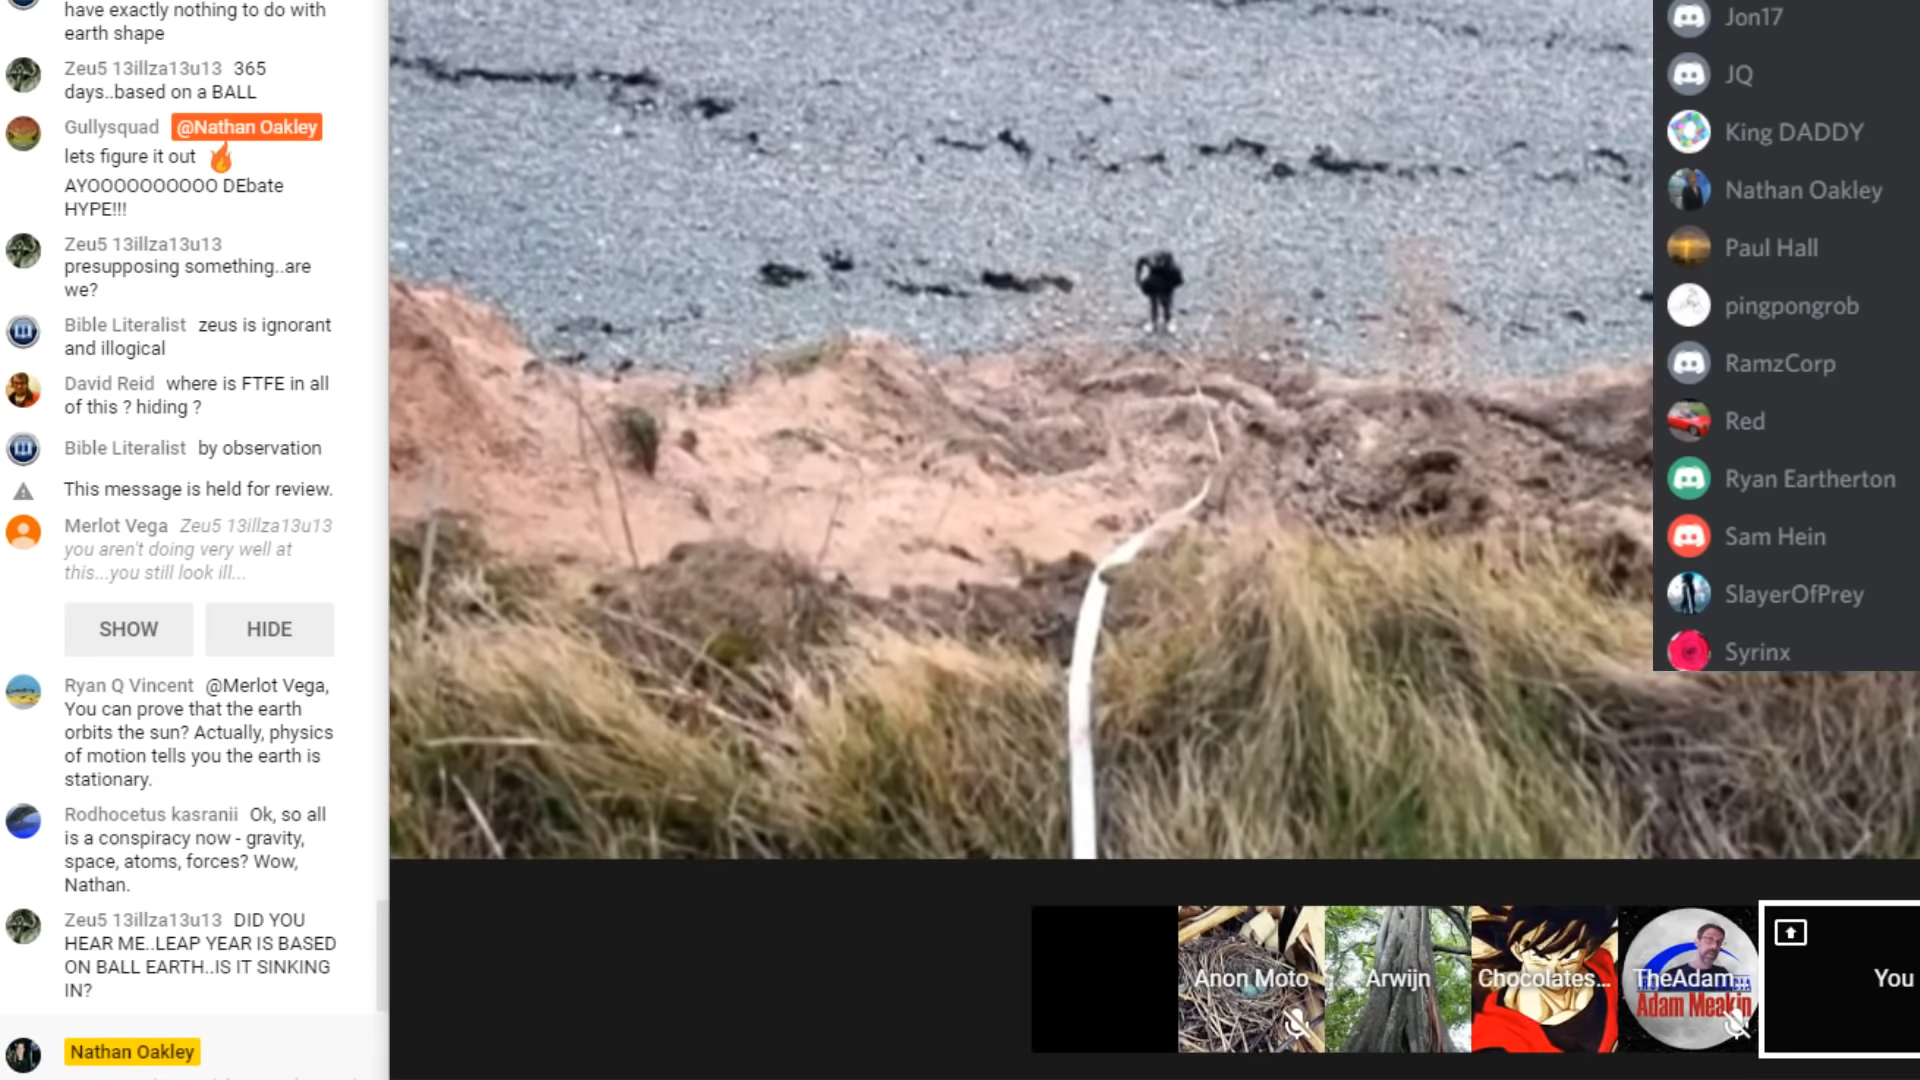 have exactly nothing to do with
earth shape
Zeu5 13illza13u13 365
days..based on a BALL
Gullysquad @Nathan Oakley
lets figure it out
AYOOOOOOOOOO DEbate
HYPE!!!
Zeu5 13illza13u13
presupposing something..are
we?
Bible Literalist zeus is ignorant
and illogical
David Reid where is FTFE in all
of this ? hiding ?
Bible Literalist by observation
This message is held for review.
Merlot Vega Zeu5 13illza13u13
you aren't doing very well at
this...you still look ill...
SHOW HIDE
Ryan Q Vincent @Merlot Vega,
You can prove that the earth
orbits the sun? Actually, physics
of motion tells you the earth is
stationary.
Rodhocetus kasranii Ok, so all
is a conspiracy now - gravity,
space, atoms, forces? Wow,
Nathan.
Zeu5 13illza13u13 DID YOU
HEAR ME..LEAP YEAR IS BASED
ON BALL EARTH..IS IT SINKING
IN?
Nathan Oakley
Jon17
JQ
King DADDY
Nathan Oakley
Paul Hall
pingpongrob
RamzCorp
Red
Ryan Eartherton
Sam Hein
SlayerOfPrey
Syrinx
Anon Moto
Arwijn
Chocolates...
TheAdam...
Adam Meakin
You